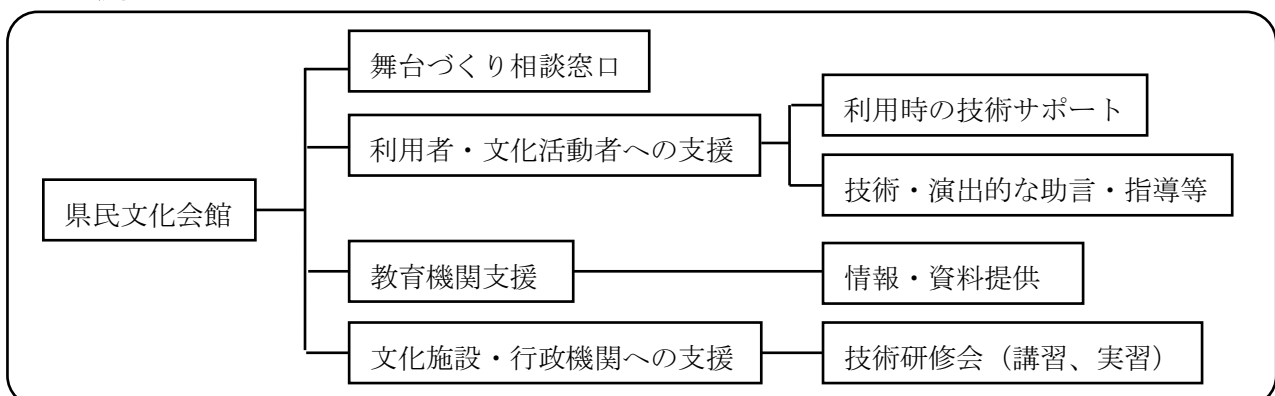 県民文化会館
舞台づくり相談窓口
利用者・文化活動者への支援
利用時の技術サポート
技術・演出的な助言・指導等
教育機関支援
情報・資料提供
文化施設・行政機関への支援
技術研修会（講習、実習）